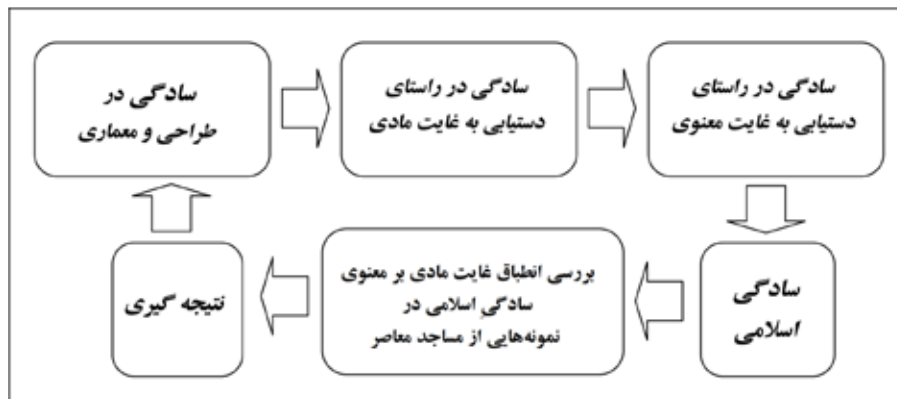 سادگی در
طراحی و معماری
سادگی در راستای
دستیابی به غایت مادی
سادگی در راستای
دستیابی به غایت معنوی
سادگی
اسلامی
بررسی انطباق غایت مادی بر معنوی
سادگیِ اسلامی در
نمونه‌هایی از مساجد معاصر
نتیجه گیری